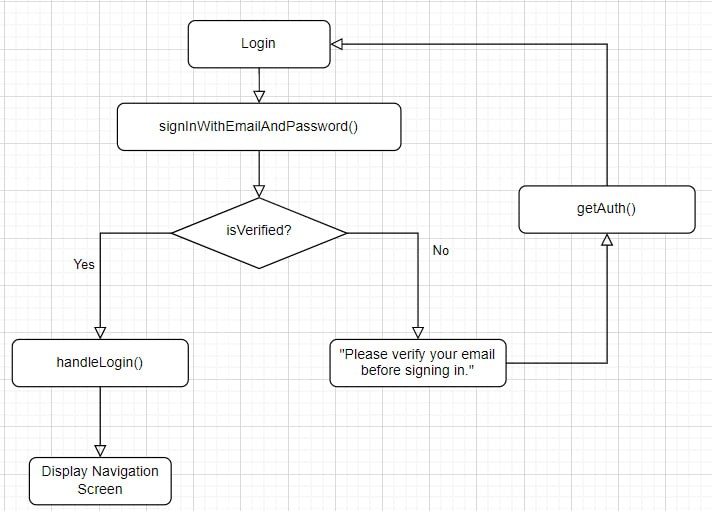 Login
signInWithEmailAndPassword()
isVerified?
getAuth()
Yes
No
handleLogin()
"Please verify your email
before signing in."
Display Navigation
Screen